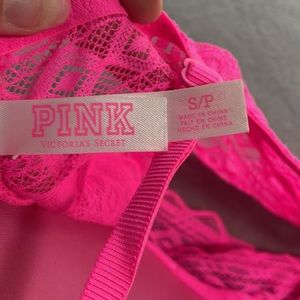 PINK
VICTORIA'S SECRET
S/P
MADE IN CHINA
FAIT EN CHINE
HECHO EN CHINA